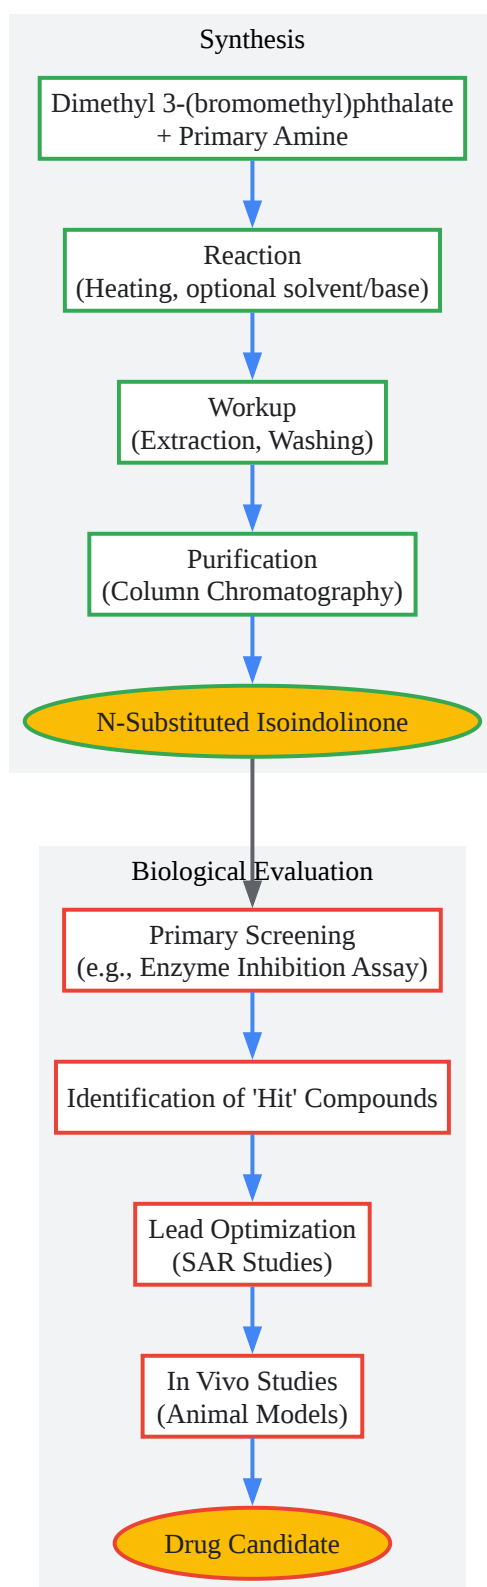 Synthesis
Dimethyl 3-(bromomethyl)phthalate
+ Primary Amine
Reaction
(Heating, optional solvent/base)
Workup
(Extraction, Washing)
Purification
(Column Chromatography)
N-Substituted Isoindolinone
Biological Evaluation
Primary Screening
(e.g., Enzyme Inhibition Assay)
Identification of 'Hit' Compounds
Lead Optimization
(SAR Studies)
In Vivo Studies
(Animal Models)
Drug Candidate